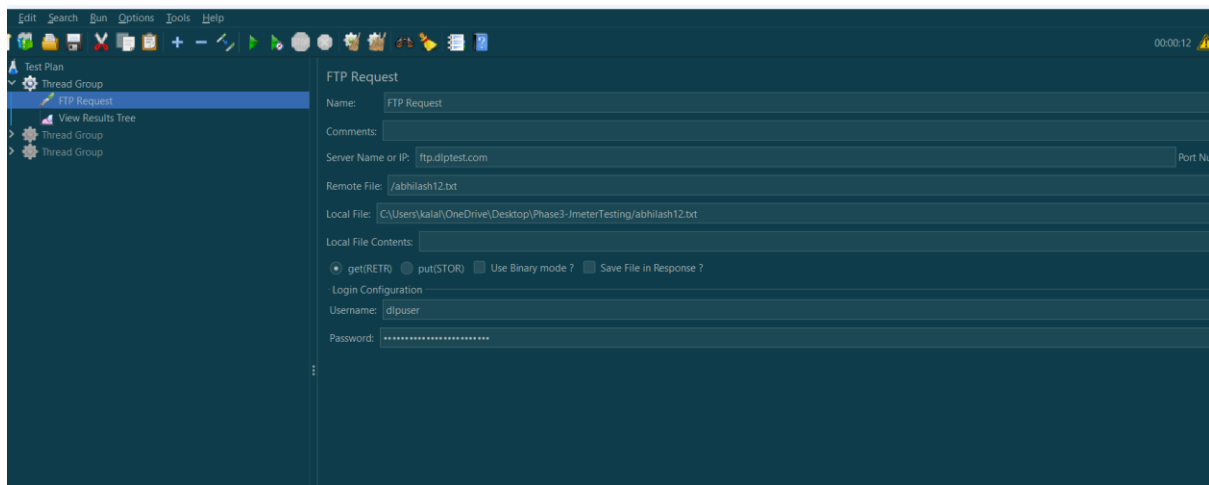 Edit Search Run Options Tools Help
00:00:12
Test Plan
Thread Group
FTP Request
View Results Tree
Thread Group
Thread Group
FTP Request
Name: FTP Request
Comments:
Server Name or IP: ftp.dlptest.com Port Nu
Remote File: /abhilash12.txt
Local File: C:\Users\kalal\OneDrive\Desktop\Phase3-JmeterTesting/abhilash12.txt
Local File Contents:
get(RETR) put(STOR) Use Binary mode ? Save File in Response ?
Login Configuration
Username: dlpuser
Password: •••••••••••••••••••••••••